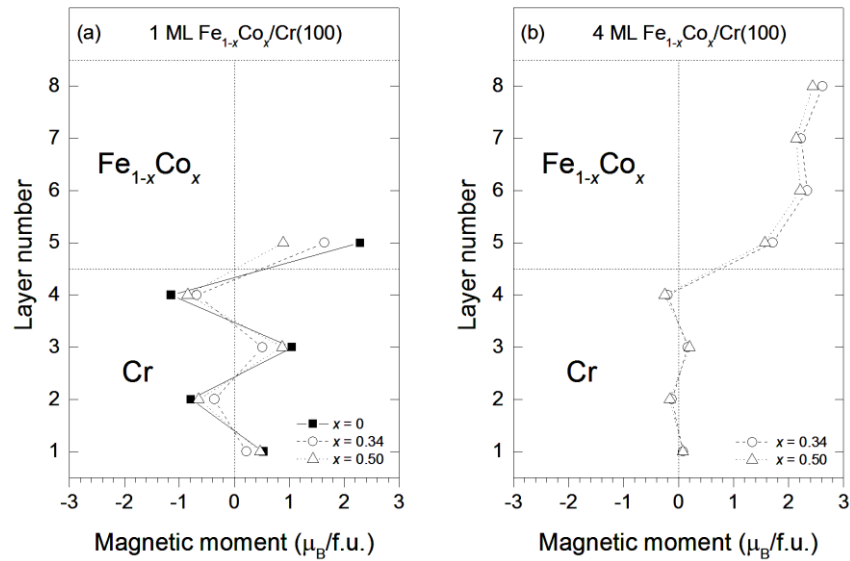 (a) 1 ML Fe1-xCox/Cr(100)
8
7
6
5
4
3
2
1
Layer number
Fe1-xCox
Cr
x = 0
x = 0.34
x = 0.50
-3 -2 -1 0 1 2 3
Magnetic moment (μB/f.u.)
(b) 4 ML Fe1-xCox/Cr(100)
8
7
6
5
4
3
2
1
Layer number
Fe1-xCox
Cr
x = 0.34
x = 0.50
-3 -2 -1 0 1 2 3
Magnetic moment (μB/f.u.)